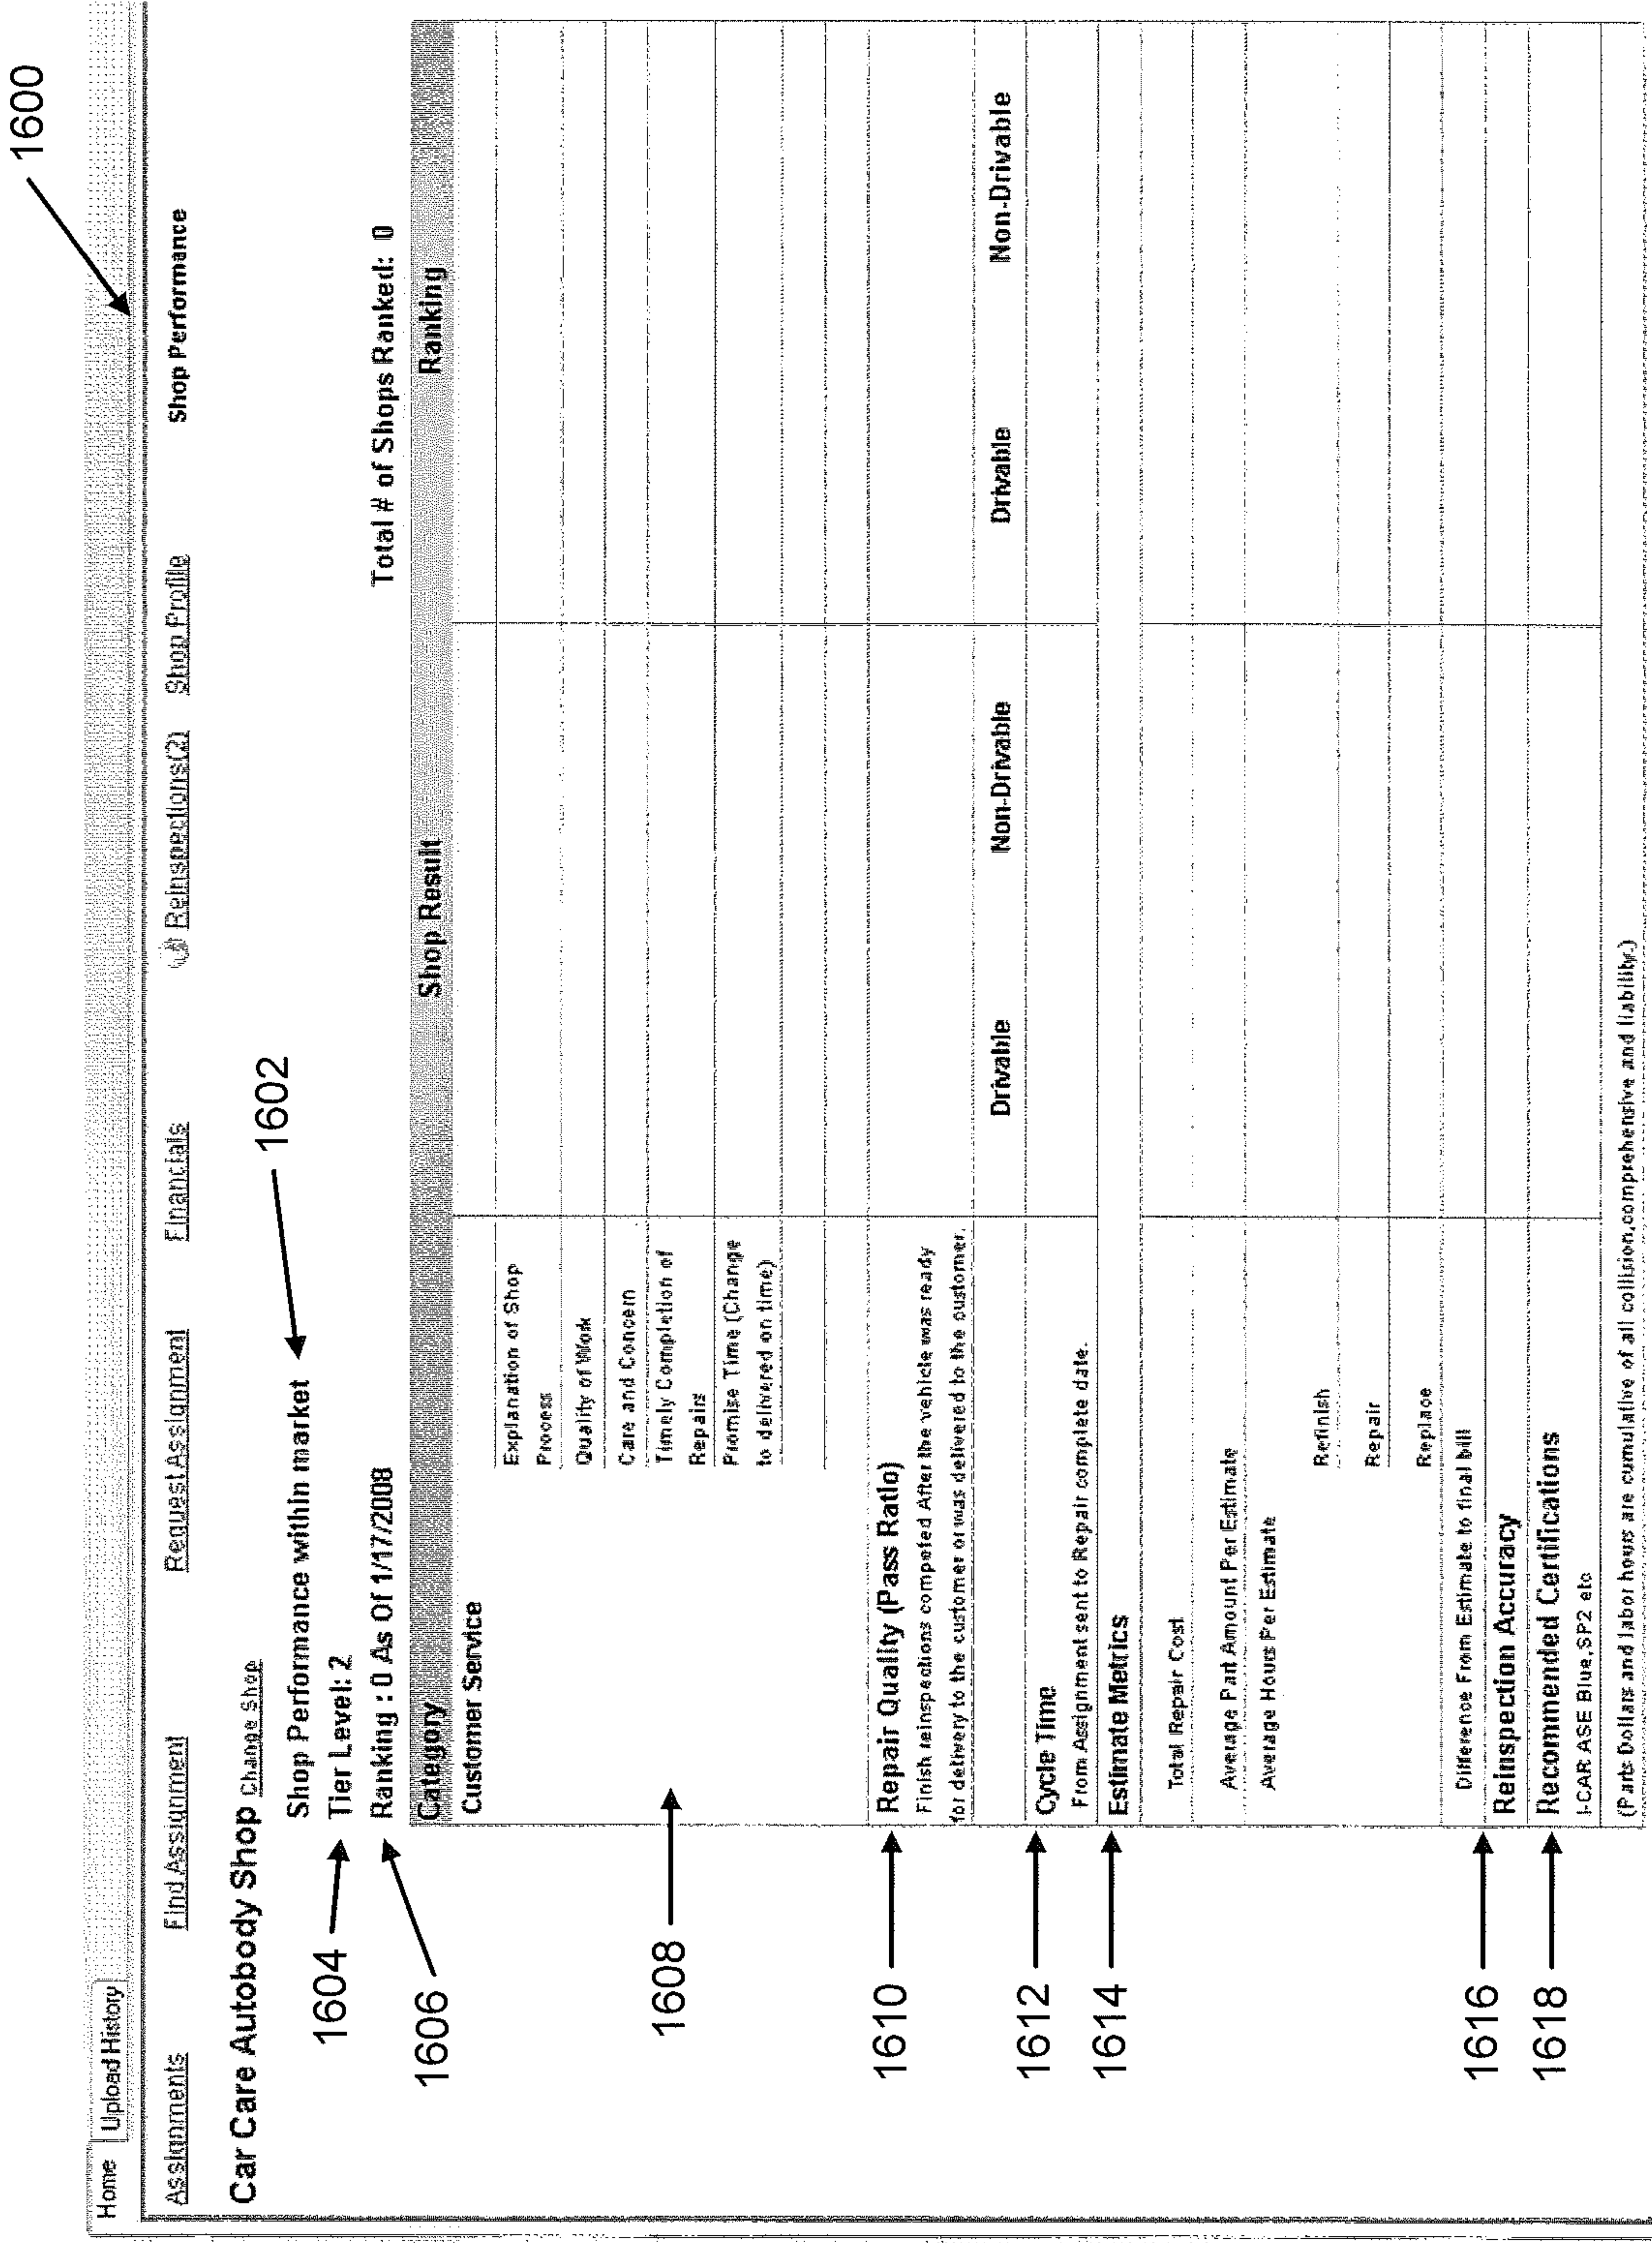 1600
Home Upload History
Assignments Find Assignment Request Assignment Financials Reinspections(2) Shop Profile Shop Performance
Car Care Autobody Shop Change Shop
1602
Shop Performance within market
1604
Tier Level: 2
1606
Ranking : 0 As Of 1/17/2008
Total # of Shops Ranked: 0
Category Shop Result Ranking
Customer Service
1608
Explanation of Shop
Process
Quality of Work
Care and Concern
Timely Completion of
Repairs
Promise Time (Change
to delivered on time)
1610
Repair Quality (Pass Ratio)
Finish reinspections competed After the vehicle was ready
for delivery to the customer or was delivered to the customer.
Drivable Non-Drivable Drivable Non-Drivable
1612
Cycle Time
From Assignment sent to Repair complete date.
1614
Estimate Metrics
Total Repair Cost
Average Part Amount Per Estimate
Average Hours Per Estimate
Refinish
Repair
Replace
Difference From Estimate to final bill
1616
Reinspection Accuracy
1618
Recommended Certifications
I-CAR ASE Blue,SP2 etc
(Parts Dollars and labor hours are cumulative of all collision,comprehensive and liability.)